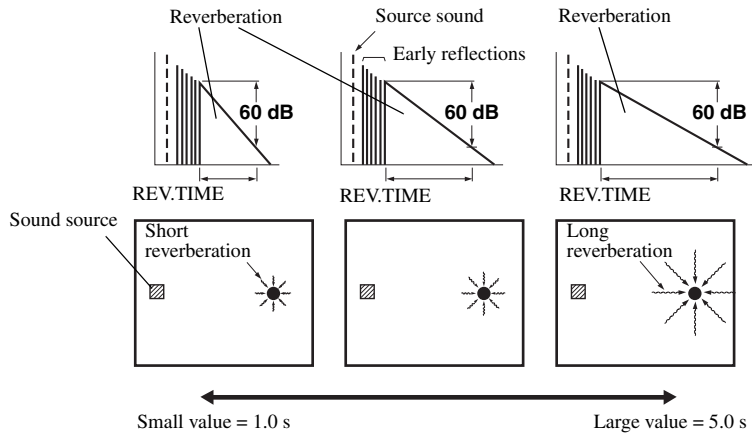 Reverberation
Source sound
Early reflections
Reverberation
60 dB
60 dB
60 dB
REV.TIME
REV.TIME
REV.TIME
Sound source
Short
reverberation
Long
reverberation
Small value = 1.0 s
Large value = 5.0 s